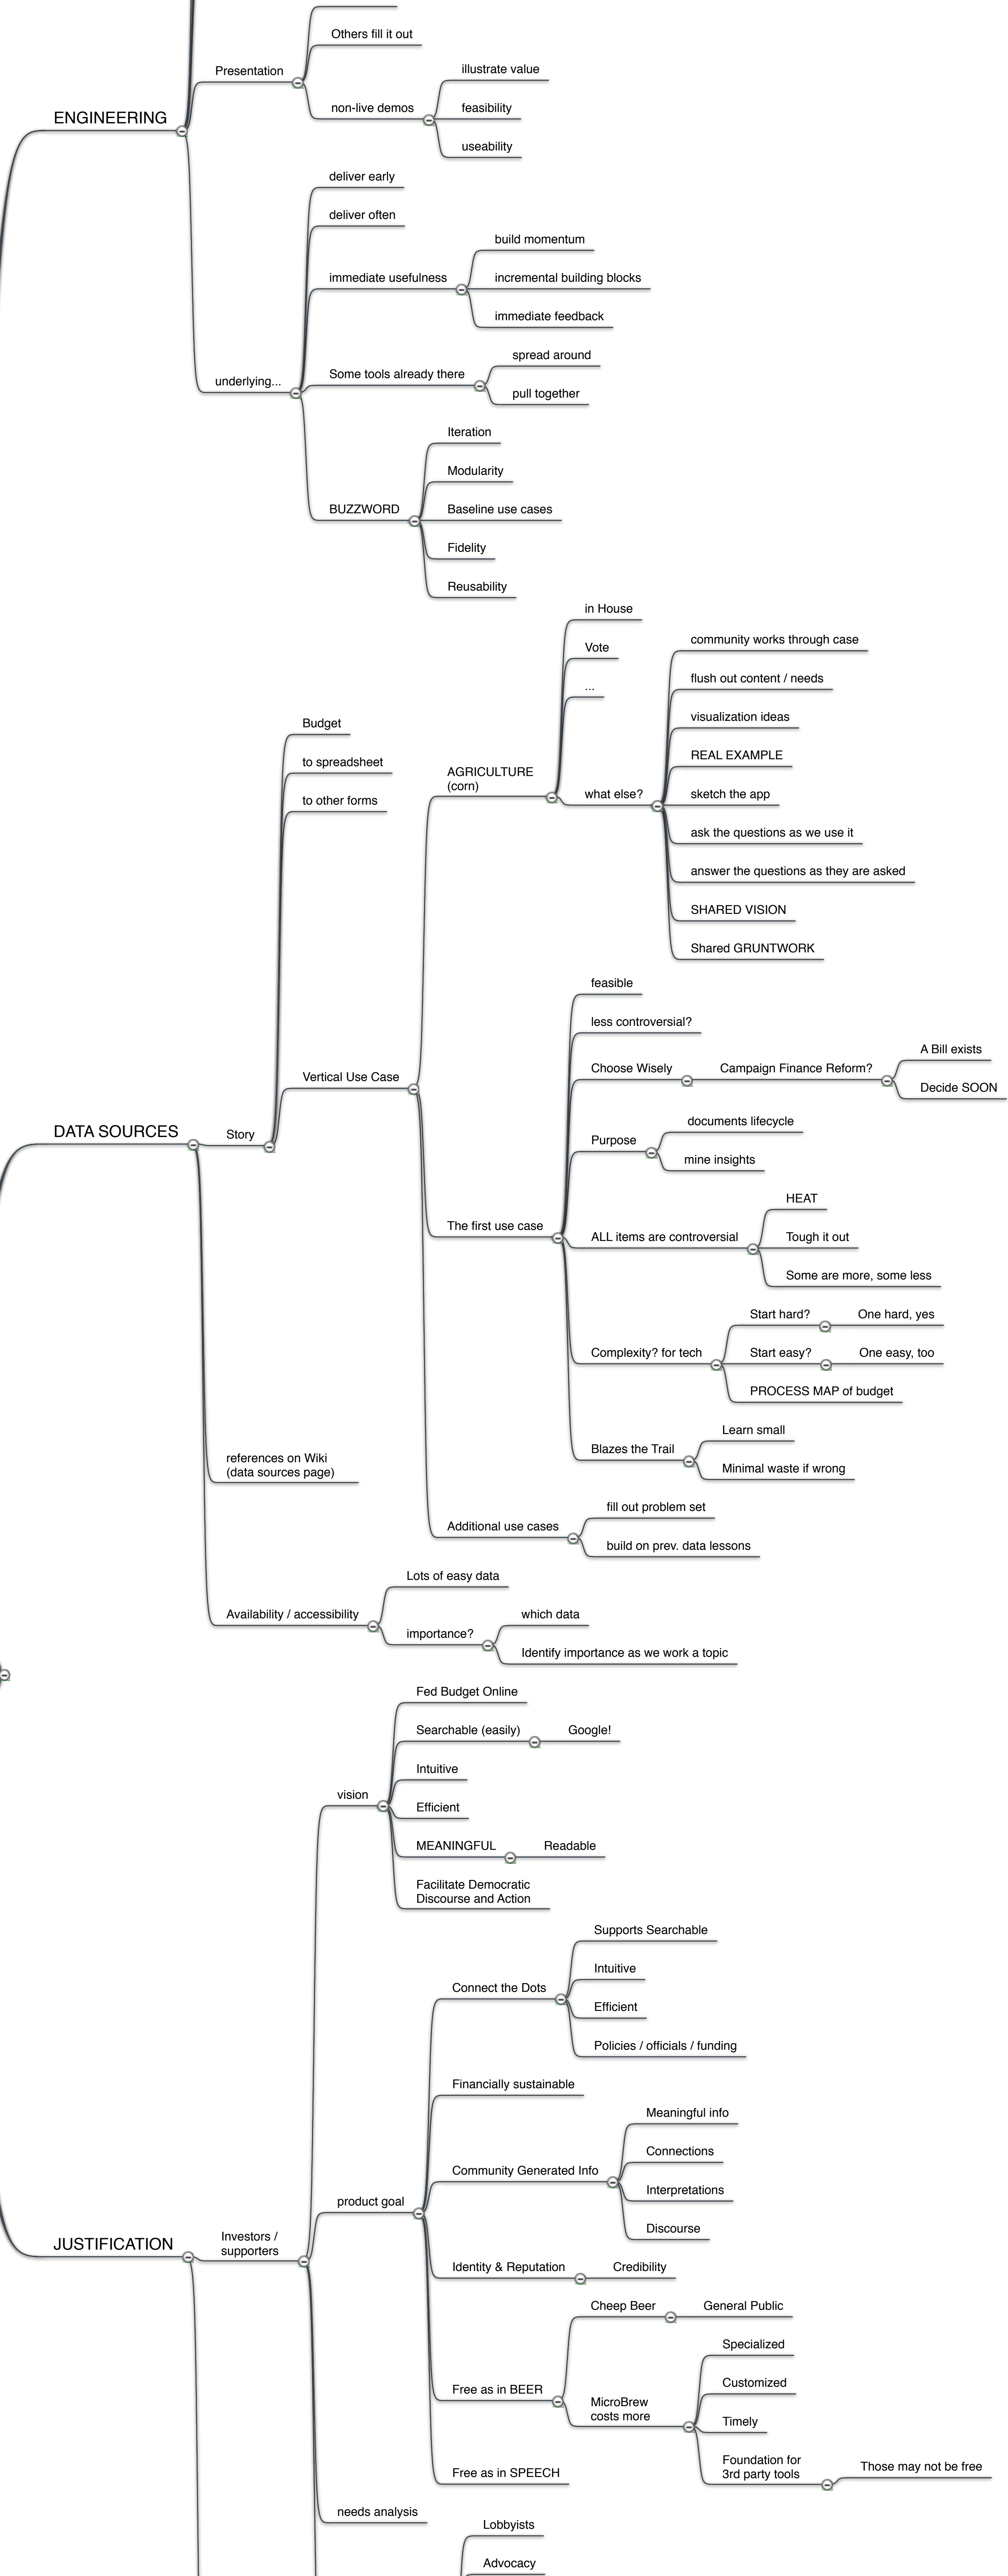 Others fill it out
Presentation
illustrate value
non-live demos
feasibility
ENGINEERING
useability
deliver early
deliver often
build momentum
immediate usefulness
incremental building blocks
immediate feedback
spread around
Some tools already there
underlying...
pull together
Iteration
Modularity
BUZZWORD
Baseline use cases
Fidelity
Reusability
in House
Vote
...
community works through case
flush out content / needs
visualization ideas
Budget
REAL EXAMPLE
to spreadsheet
AGRICULTURE
(corn)
what else?
sketch the app
to other forms
ask the questions as we use it
answer the questions as they are asked
SHARED VISION
Shared GRUNTWORK
feasible
less controversial?
A Bill exists
Vertical Use Case
Choose Wisely
Campaign Finance Reform?
Decide SOON
DATA SOURCES
Story
documents lifecycle
Purpose
mine insights
HEAT
The first use case
ALL items are controversial
Tough it out
Some are more, some less
Start hard?
One hard, yes
Complexity? for tech
Start easy?
One easy, too
PROCESS MAP of budget
Learn small
Blazes the Trail
Minimal waste if wrong
references on Wiki
(data sources page)
fill out problem set
Additional use cases
build on prev. data lessons
Lots of easy data
Availability / accessibility
which data
importance?
Identify importance as we work a topic
Fed Budget Online
Searchable (easily)
Google!
Intuitive
vision
Efficient
MEANINGFUL
Readable
Facilitate Democratic
Discourse and Action
Supports Searchable
Intuitive
Connect the Dots
Efficient
Policies / officials / funding
Financially sustainable
Meaningful info
Connections
Community Generated Info
Interpretations
product goal
Discourse
JUSTIFICATION
Investors /
supporters
Identity & Reputation
Credibility
Cheep Beer
General Public
Specialized
Free as in BEER
Customized
MicroBrew
costs more
Timely
Foundation for
3rd party tools
Those may not be free
Free as in SPEECH
needs analysis
Lobbyists
Advocacy